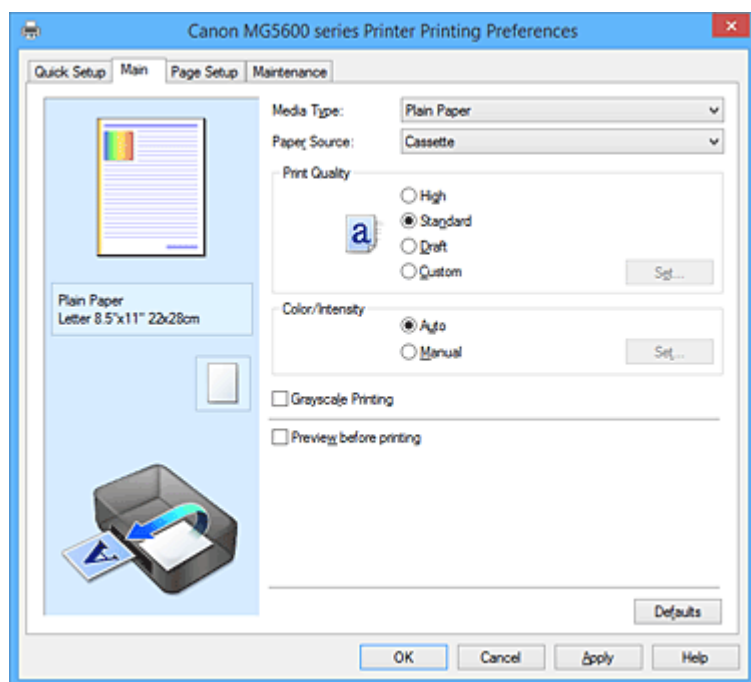 Canon MG5600 series Printer Printing Preferences
Quick Setup Main Page Setup Maintenance
Media Type: Plain Paper
Paper Source: Cassette
Print Quality
High
a Standard
Draft
Custom Set...
Plain Paper
Letter 8.5"x11" 22x28cm
Color/Intensity
Auto
Manual Set...
Grayscale Printing
Preview before printing
A
Defaults
OK Cancel Apply Help